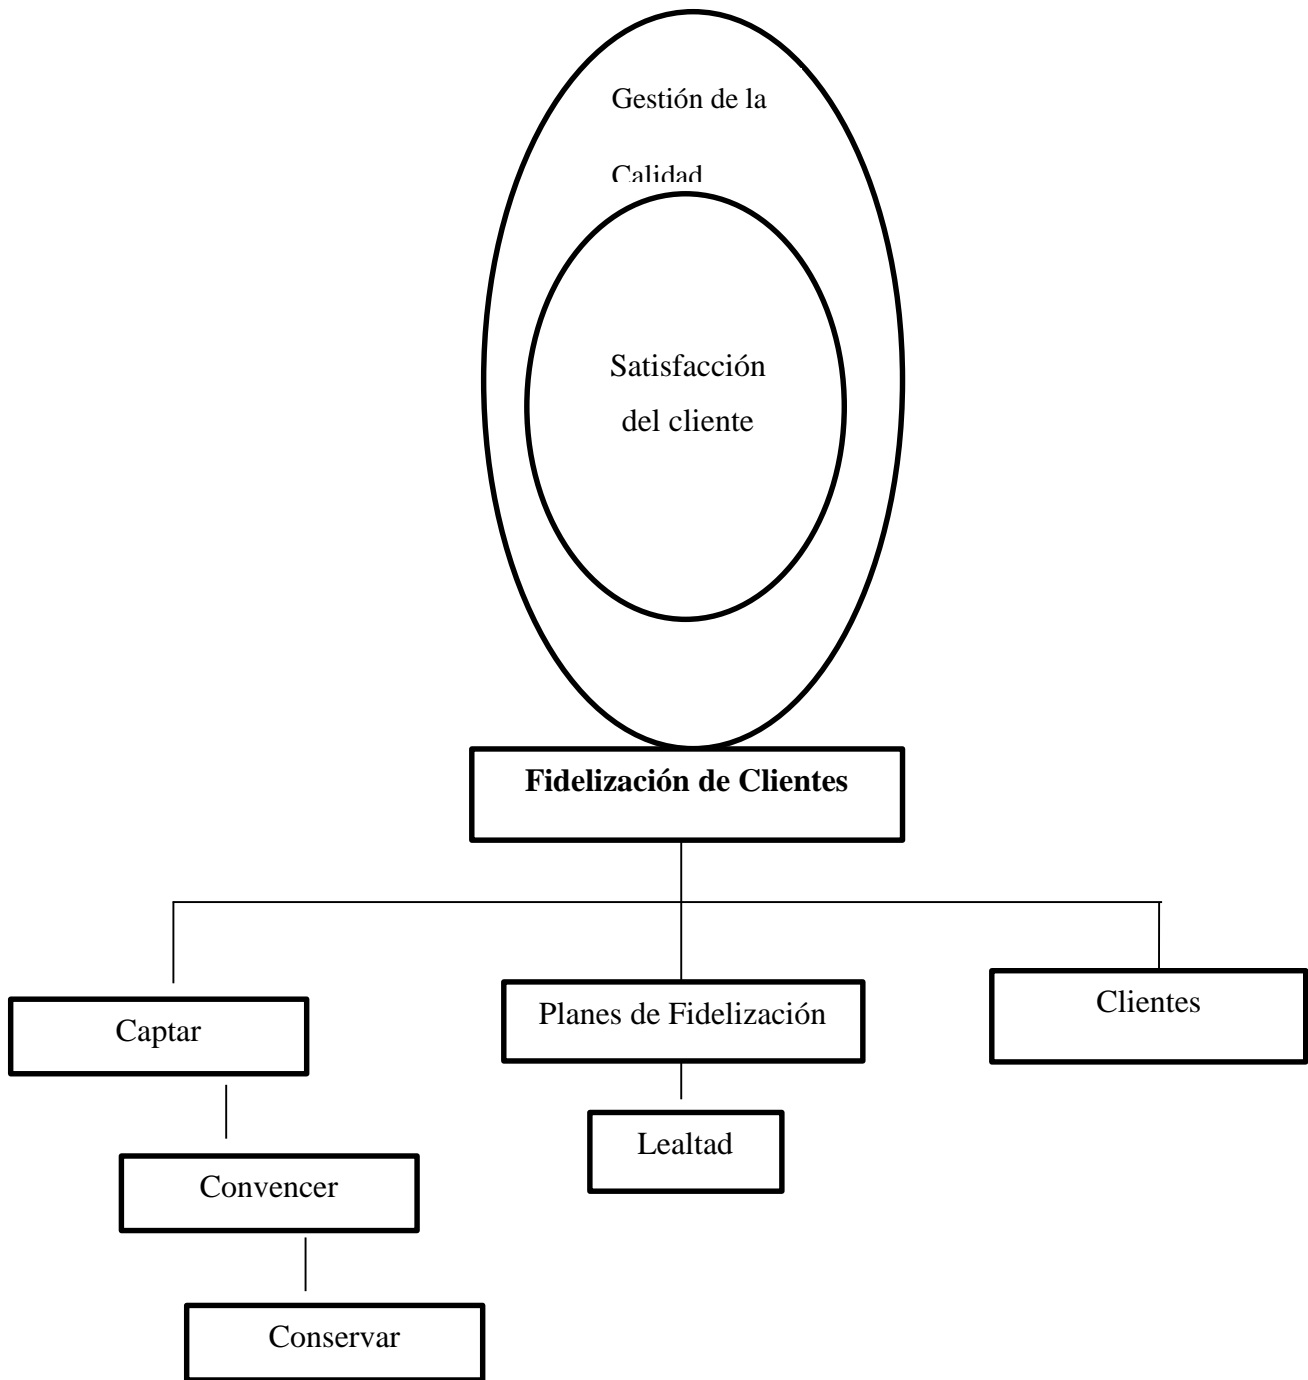 Gestión de la
Calidad
Satisfacción
del cliente
Fidelización de Clientes
Captar
Planes de Fidelización
Clientes
Convencer
Lealtad
Conservar